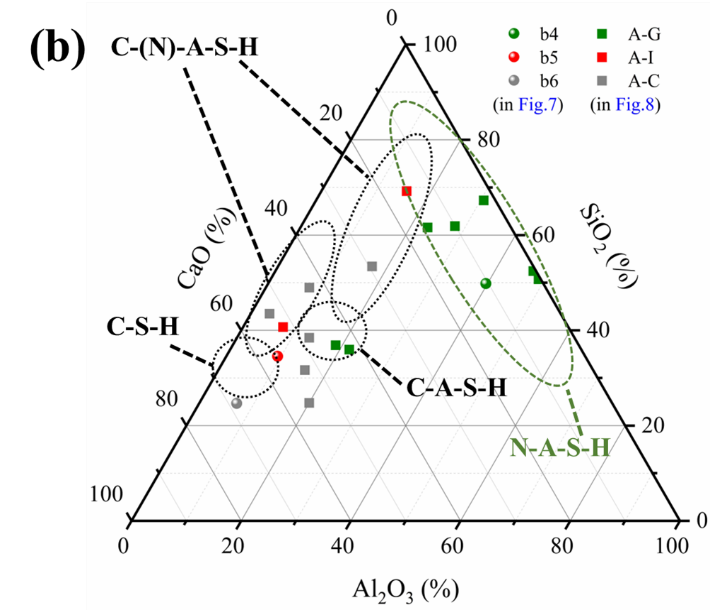 (b)
C-(N)-A-S-H
0
100
b4
A-G
b5
A-I
b6
A-C
(in Fig.7)
(in Fig.8)
20
80
40
60
CaO (%)
SiO₂ (%)
60
40
C-S-H
C-A-S-H
80
20
N-A-S-H
100
0
0
20
40
60
80
100
Al₂O₃ (%)